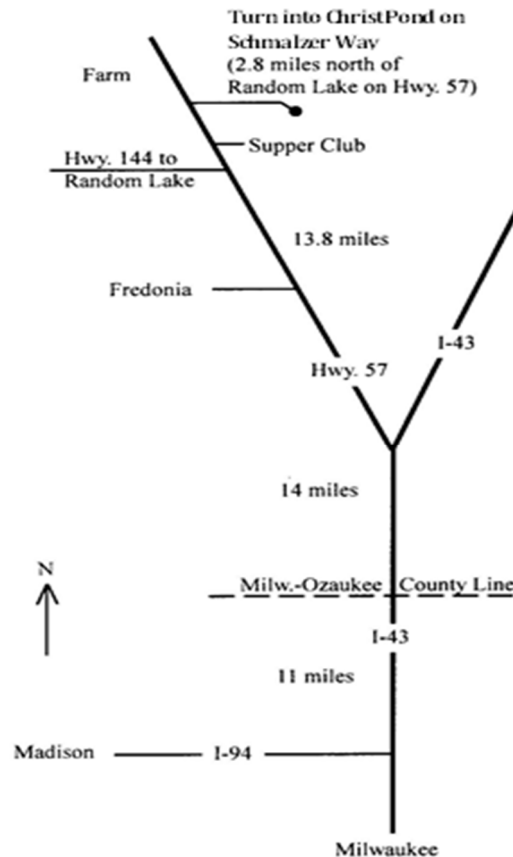 Turn into ChristPond on
Schmalzer Way
(2.8 miles north of
Random Lake on Hwy. 57)
Farm
Supper Club
Hwy. 144 to
Random Lake
13.8 miles
Fredonia
I-43
Hwy. 57
14 miles
N
Milw.-Ozaukee County Line
I-43
11 miles
Madison
I-94
Milwaukee